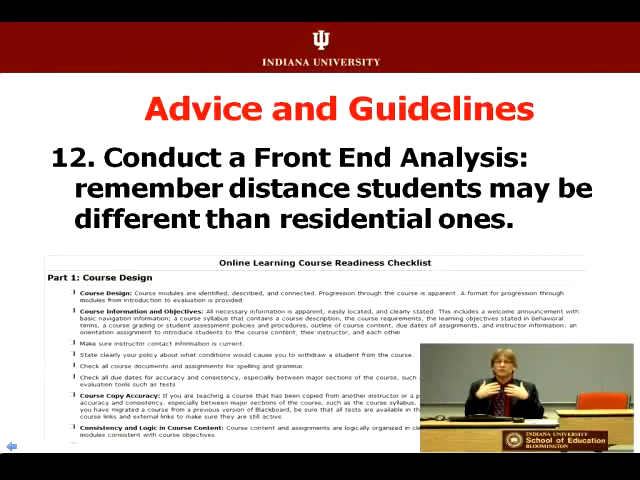 INDIANA UNIVERSITY
Advice and Guidelines
12. Conduct a Front End Analysis:
remember distance students may be
different than residential ones.
Online Learning Course Readiness Checklist
Part 1: Course Design
Course Design: Course modules are identified, described, and connected. Progression through the course is apparent. A format for progression through
modules from introduction to evaluation is provided.
Course Information and Objectives: All necessary information is apparent, easily located, and clearly stated. This includes a welcome announcement with
basic navigation information; a course syllabus that contains a course description, the course requirements, the learning objectives stated in behavioral
terms, a course grading or student assessment policies and procedures, outline of course content, due dates of assignments, and instructor information; an
orientation assignment to introduce students to the course content, their instructor, and each other
Make sure instructor contact information is current.
State clearly your policy about what conditions would cause you to withdraw a student from the course.
Check all course documents and assignments for spelling and grammar.
Check all due dates for accuracy and consistency, especially between major sections of the course, such
evaluation tools such as tests
Course Copy Accuracy: If you are teaching a course that has been copied from another instructor or a
accuracy and consistency, especially between major sections of the course, such as the course syllabus,
you have migrated a course from a previous version of Blackboard, be sure that all tests are available in
course links and external links to make sure they are still active.
Consistency and Logic in Course Content: Course content and assignments are logically organized in
modules consistent with course objectives.
INDIANA UNIVERSITY
School of Education
BLOOMINGTON